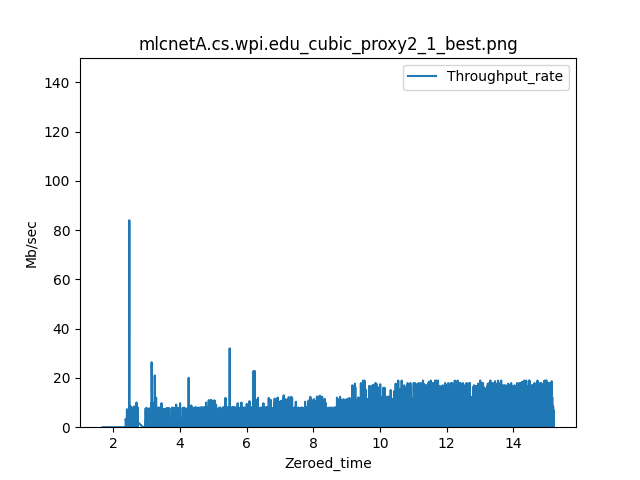 mlcnetA.cs.wpi.edu_cubic_proxy2_1_best.png
Throughput_rate
140
120
100
80
60
40
20
0
Mb/sec
2 4 6 8 10 12 14
Zeroed_time